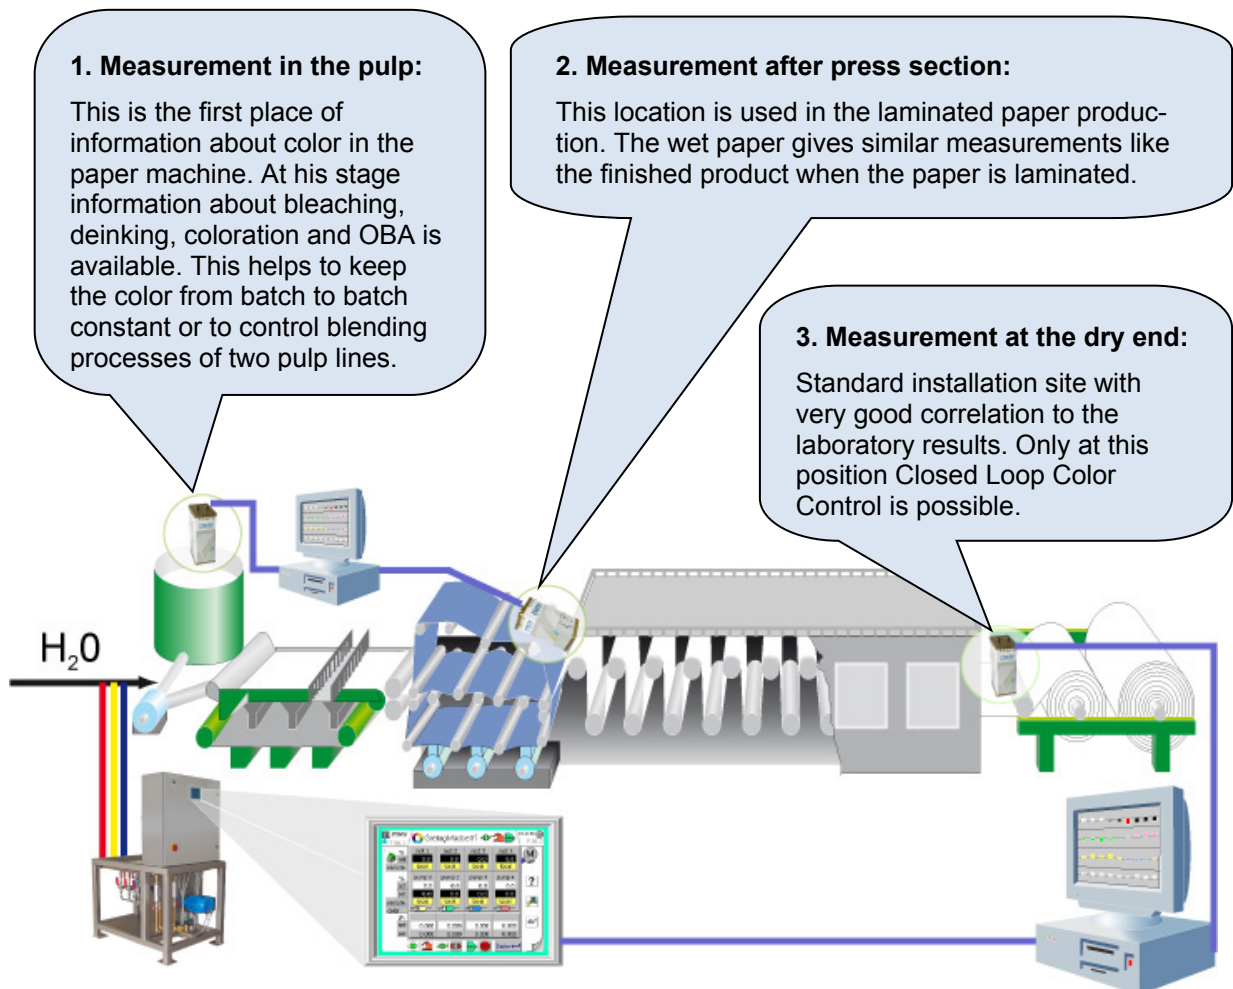 1. Measurement in the pulp:
This is the first place of
information about color in the
paper machine. At his stage
information about bleaching,
deinking, coloration and OBA is
available. This helps to keep
the color from batch to batch
constant or to control blending
processes of two pulp lines.
2. Measurement after press section:
This location is used in the laminated paper produc-
tion. The wet paper gives similar measurements like
the finished product when the paper is laminated.
3. Measurement at the dry end:
Standard installation site with
very good correlation to the
laboratory results. Only at this
position Closed Loop Color
Control is possible.
H20